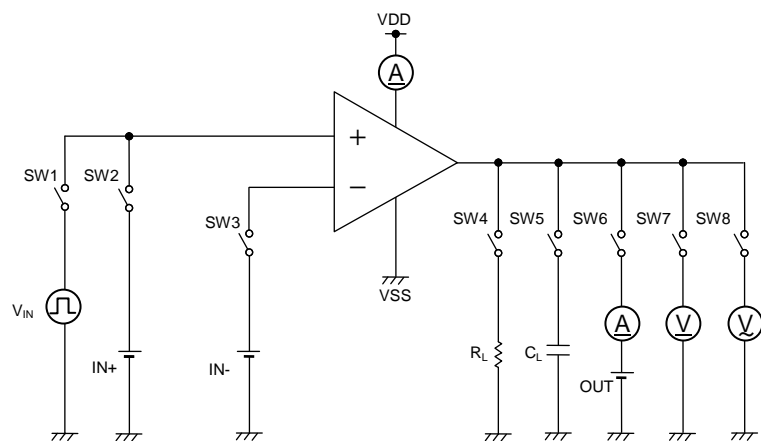 VDD
A
+
−
SW1
SW2
SW3
SW4
SW5
SW6
SW7
SW8
VSS
VIN
A
V
V
IN+
IN-
RL
CL
OUT